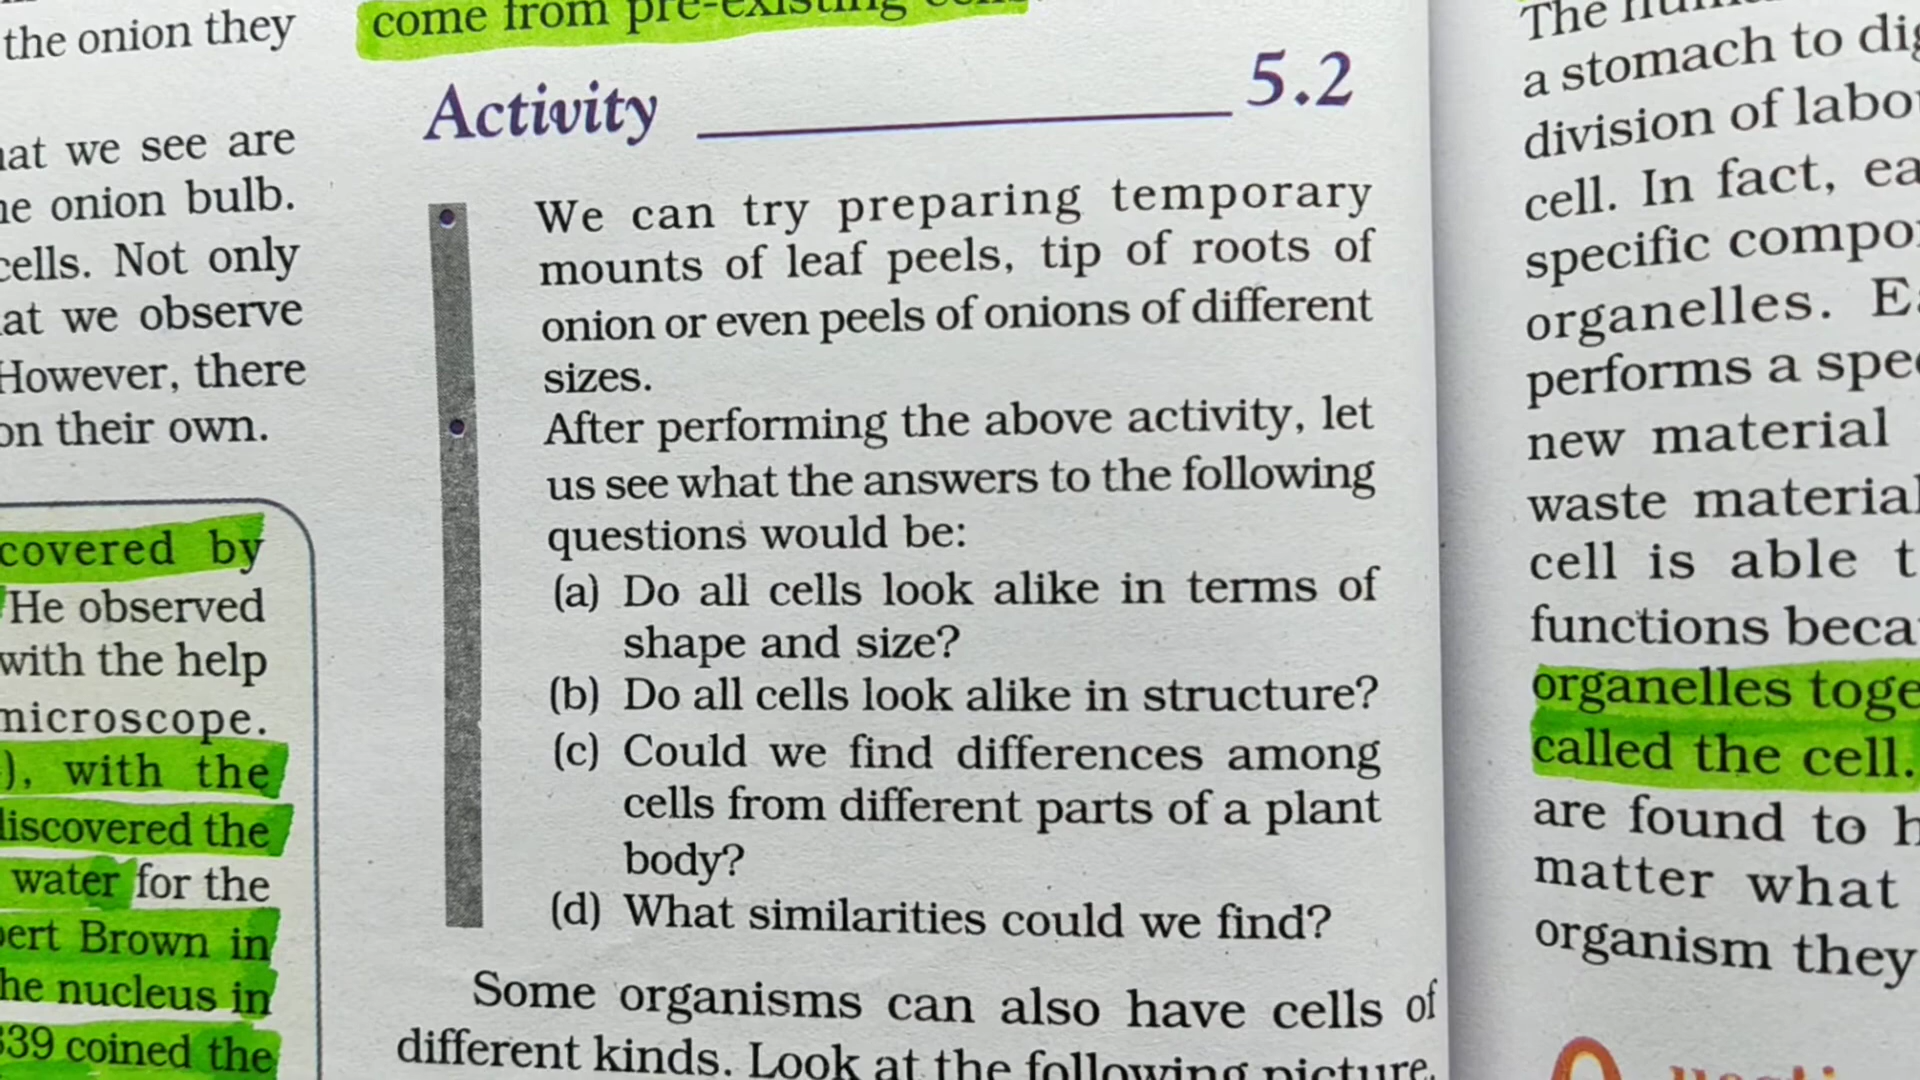 the onion they
we see are
onion bulb.
cells. Not only
at we observe
However, there
on their own.
covered by
He observed
with the help
microscope.
), with the
discovered the
water for the
Brown in
he nucleus in
39 coined the
come from pre-existing
Activity 5.2
• We can try preparing temporary
mounts of leaf peels, tip of roots of
onion or even peels of onions of different
sizes.
• After performing the above activity, let
us see what the answers to the following
questions would be:
(a) Do all cells look alike in terms of
shape and size?
(b) Do all cells look alike in structure?
(c) Could we find differences among
cells from different parts of a plant
body?
(d) What similarities could we find?
Some organisms can also have cells of
different kinds. Look at the following picture.
The
a stomach to
division of
cell. In fact,
specific
organelles.
performs a
new material
waste material
cell is able
functions
organelles
called the cell.
are found to
matter what
organism they